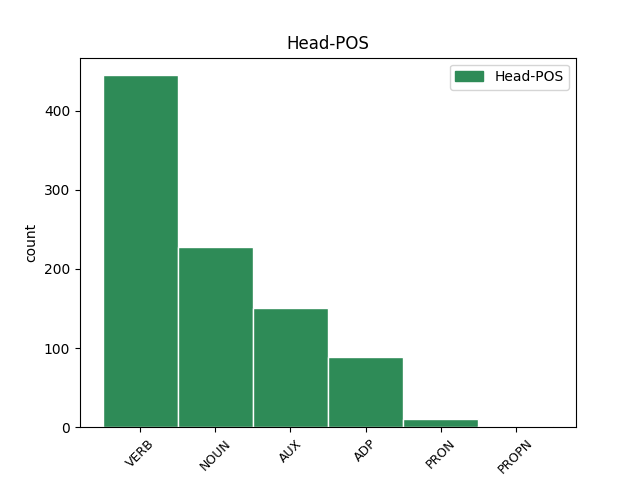 Head-POS
Head-POS
count
400
300
200
100
0
VERB NOUN AUX ADP PRON PROPN